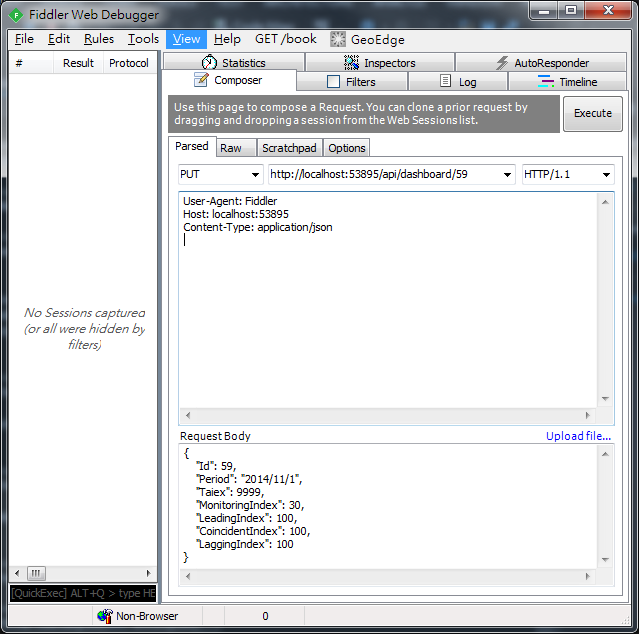 Fiddler Web Debugger
File Edit Rules Tools View Help GET /book GeoEdge
# Result Protocol
Statistics Inspectors AutoResponder
Composer Filters Log Timeline
Use this page to compose a Request. You can clone a prior request by
dragging and dropping a session from the Web Sessions list.
Execute
Parsed Raw Scratchpad Options
PUT http://localhost:53895/api/dashboard/59 HTTP/1.1
User-Agent: Fiddler
Host: localhost:53895
Content-Type: application/json
No Sessions captured
(or all were hidden by
filters)
Request Body Upload file...
{
"Id": 59,
"Period": "2014/11/1",
"Taiex": 9999,
"MonitoringIndex": 30,
"LeadingIndex": 100,
"CoincidentIndex": 100,
"LaggingIndex": 100
}
[QuickExec] ALT+Q > type HE
Non-Browser 0